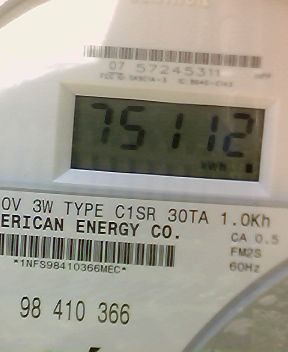 07 57245311
75112
kWh
0V 3W TYPE C1SR 30TA 1.0Kh
ERICAN ENERGY CO.
CA 0.5
FM2S
*1NFS98410366MEC*
60Hz
98 410 366